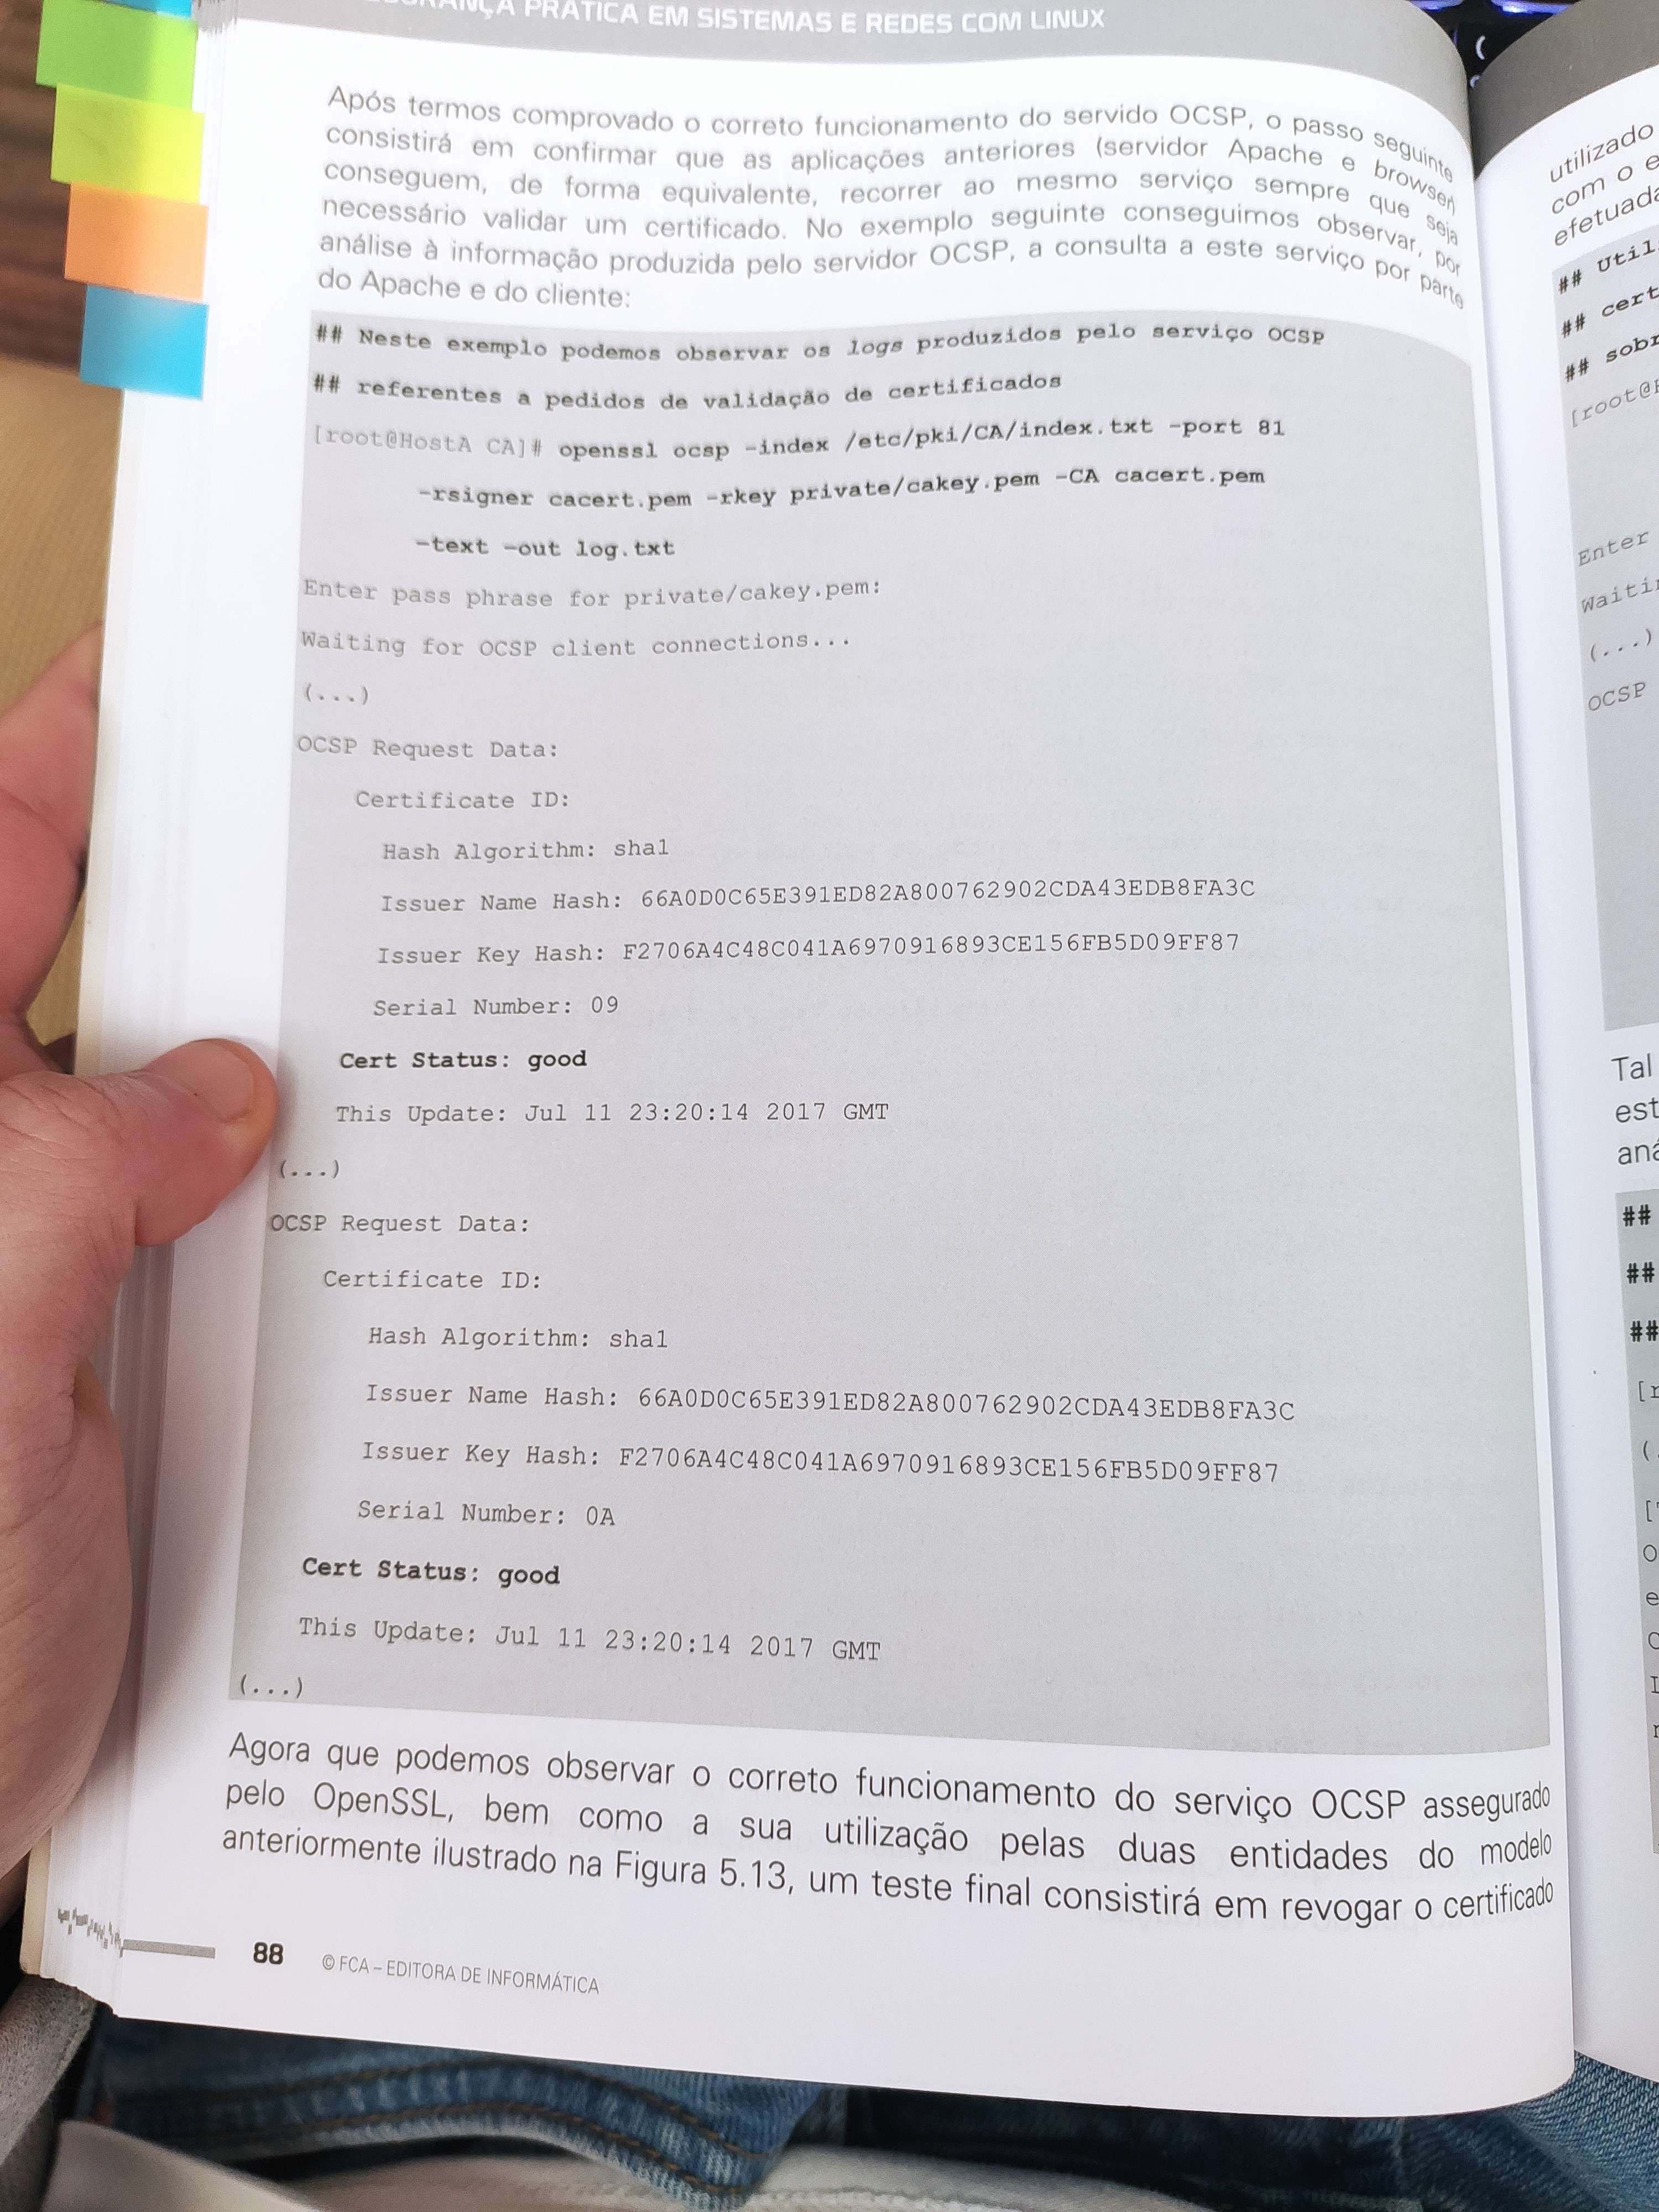 PRÁTICA EM SISTEMAS E REDES COM LINUX
Após termos comprovado o correto funcionamento do servido OCSP, o passo seguinte
consistirá em confirmar que as aplicações anteriores (servidor Apache e browser)
conseguem, de forma equivalente, recorrer ao mesmo serviço sempre que seja
necessário validar um certificado. No exemplo seguinte conseguimos observar, por
análise à informação produzida pelo servidor OCSP, a consulta a este serviço por parte
do Apache e do cliente:
## Neste exemplo podemos observar os logs produzidos pelo serviço OCSP
## referentes a pedidos de validação de certificados
[root@HostA CA]# openssl ocsp -index /etc/pki/CA/index.txt -port 81
-rsigner cacert.pem -rkey private/cakey.pem -CA cacert.pem
-text -out log.txt
Enter pass phrase for private/cakey.pem:
Waiting for OCSP client connections...
(...)
OCSP Request Data:
Certificate ID:
Hash Algorithm: sha1
Issuer Name Hash: 66A0D0C65E391ED82A800762902CDA43EDB8FA3C
Issuer Key Hash: F2706A4C48C041A6970916893CE156FB5D09FF87
Serial Number: 09
Cert Status: good
This Update: Jul 11 23:20:14 2017 GMT
(...)
OCSP Request Data:
Certificate ID:
Hash Algorithm: sha1
Issuer Name Hash: 66A0D0C65E391ED82A800762902CDA43EDB8FA3C
Issuer Key Hash: F2706A4C48C041A6970916893CE156FB5D09FF87
Serial Number: 0A
Cert Status: good
This Update: Jul 11 23:20:14 2017 GMT
(...)
Agora que podemos observar o correto funcionamento do serviço OCSP assegurado
pelo OpenSSL, bem como a sua utilização pelas duas entidades do modelo
anteriormente ilustrado na Figura 5.13, um teste final consistirá em revogar o certificado
88 © FCA – EDITORA DE INFORMÁTICA
utilizado
com o
##
## cert
##
Enter
(...)
OCSP
Tal
##
##
##